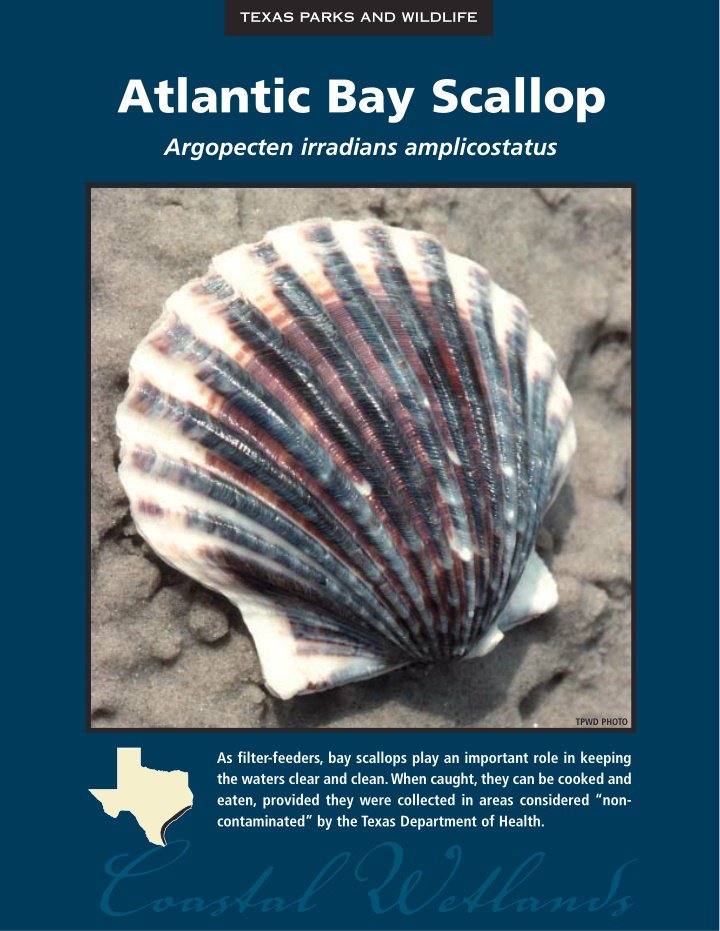 TEXAS PARKS AND WILDLIFE
Atlantic Bay Scallop
Argopecten irradians amplicostatus
TPWD PHOTO
As filter-feeders, bay scallops play an important role in keeping
the waters clear and clean. When caught, they can be cooked and
eaten, provided they were collected in areas considered “non-
contaminated” by the Texas Department of Health.
Coastal Wetlands